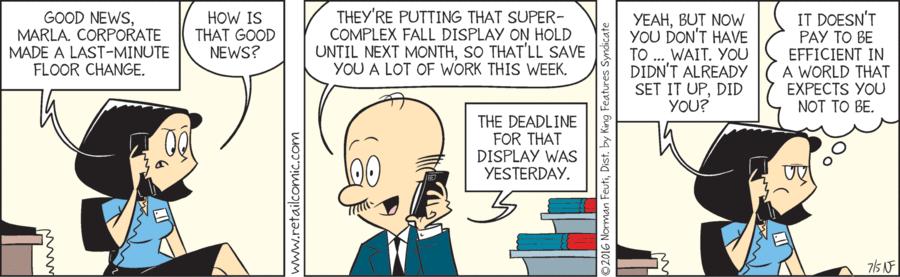 GOOD NEWS,
MARLA. CORPORATE
MADE A LAST-MINUTE
FLOOR CHANGE.
HOW IS
THAT GOOD
NEWS?
www.retailcomic.com
THEY'RE PUTTING THAT SUPER-
COMPLEX FALL DISPLAY ON HOLD
UNTIL NEXT MONTH, SO THAT'LL SAVE
YOU A LOT OF WORK THIS WEEK.
THE DEADLINE
FOR THAT
DISPLAY WAS
YESTERDAY.
©2016 Norman Feuti, Dist. by King Features Syndicate
YEAH, BUT NOW
YOU DON'T HAVE
TO ... WAIT. YOU
DIDN'T ALREADY
SET IT UP, DID
YOU?
IT DOESN'T
PAY TO BE
EFFICIENT IN
A WORLD THAT
EXPECTS YOU
NOT TO BE.
7/5 NF